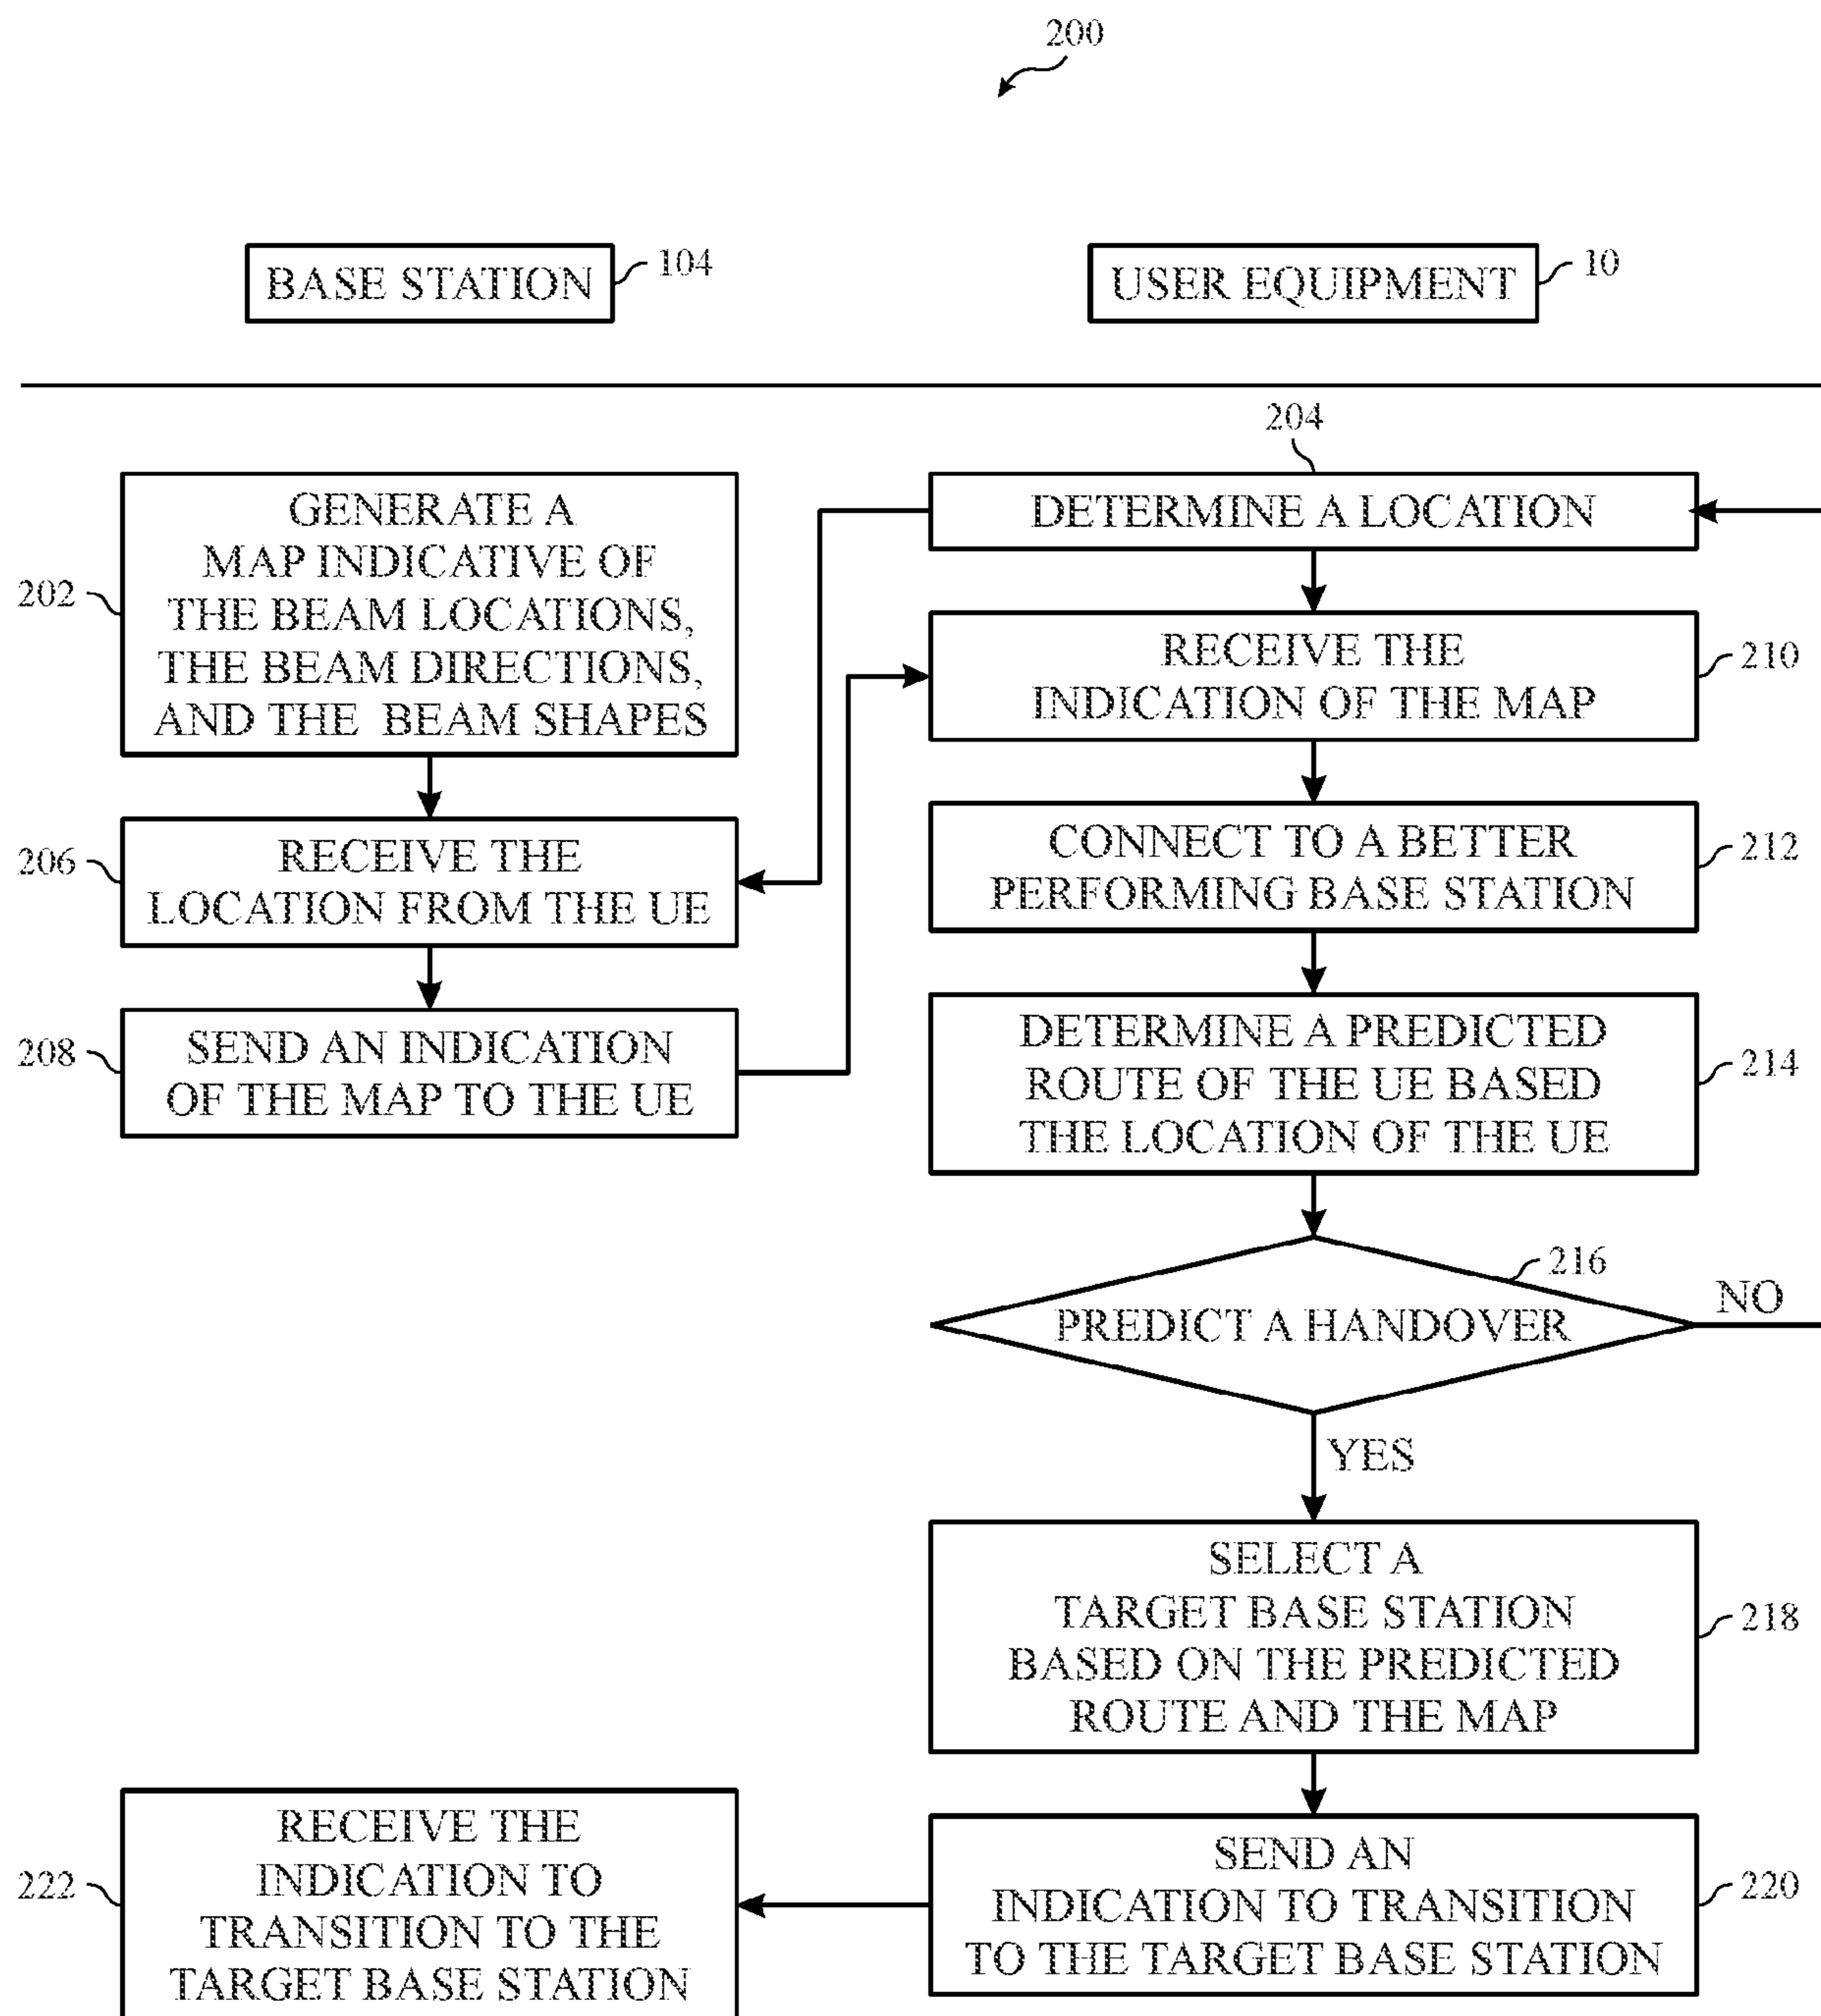 200
BASE STATION
104
USER EQUIPMENT
10
204
202
GENERATE A
MAP INDICATIVE OF
THE BEAM LOCATIONS,
THE BEAM DIRECTIONS,
AND THE BEAM SHAPES
DETERMINE A LOCATION
RECEIVE THE
INDICATION OF THE MAP
210
206
RECEIVE THE
LOCATION FROM THE UE
CONNECT TO A BETTER
PERFORMING BASE STATION
212
208
SEND AN INDICATION
OF THE MAP TO THE UE
DETERMINE A PREDICTED
ROUTE OF THE UE BASED
THE LOCATION OF THE UE
214
216
PREDICT A HANDOVER
NO
YES
SELECT A
TARGET BASE STATION
BASED ON THE PREDICTED
ROUTE AND THE MAP
218
222
RECEIVE THE
INDICATION TO
TRANSITION TO THE
TARGET BASE STATION
SEND AN
INDICATION TO TRANSITION
TO THE TARGET BASE STATION
220